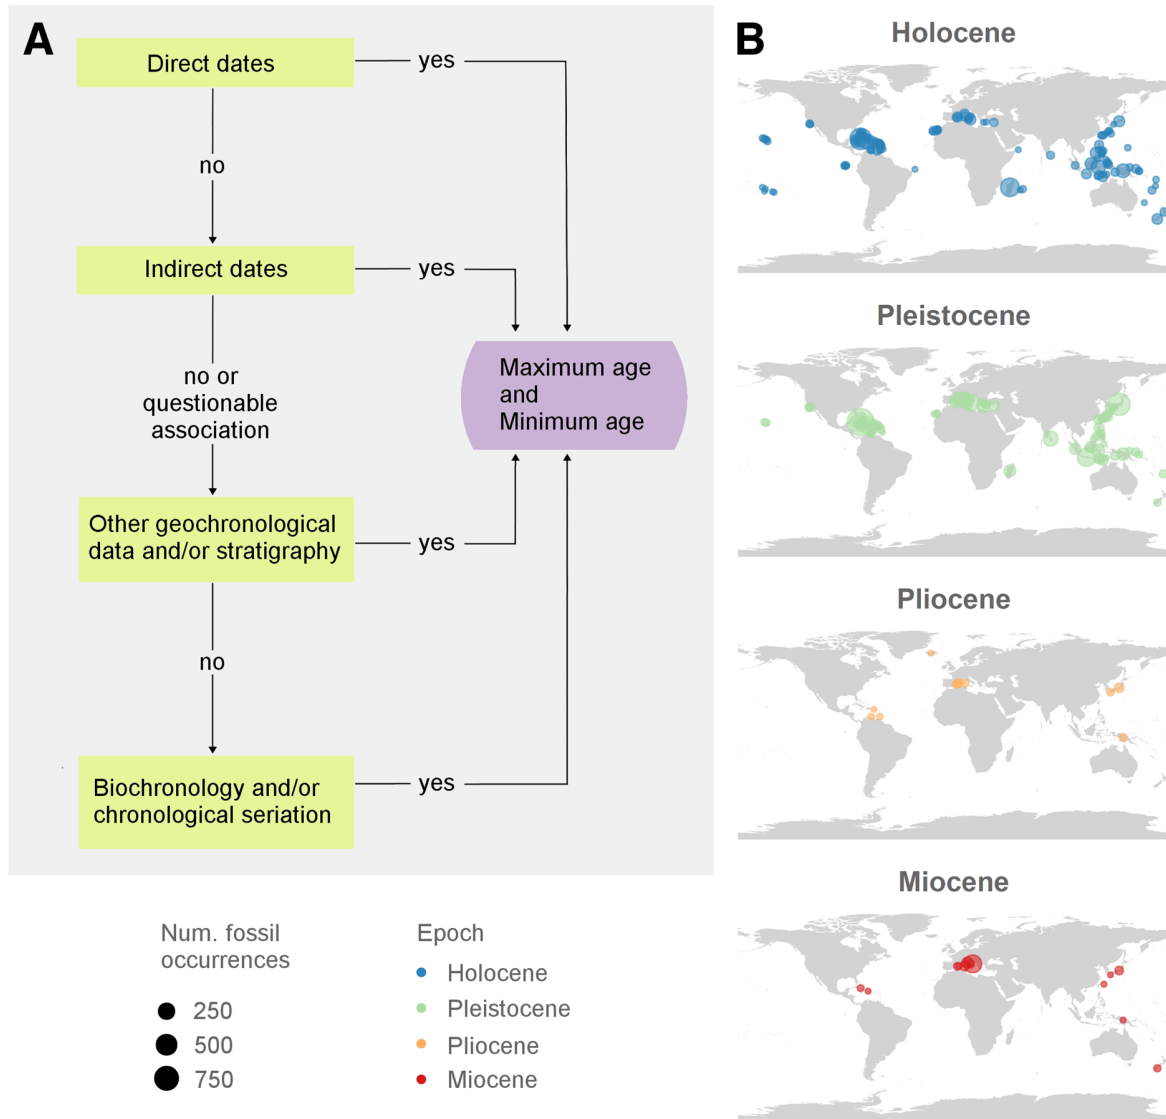 A
Direct dates
yes
no
Indirect dates
yes
no or
questionable
association
Maximum age
and
Minimum age
Other geochronological
data and/or stratigraphy
yes
no
Biochronology and/or
chronological seriation
yes
Num. fossil
occurrences
250
500
750
Epoch
Holocene
Pleistocene
Pliocene
Miocene
B
Holocene
Pleistocene
Pliocene
Miocene